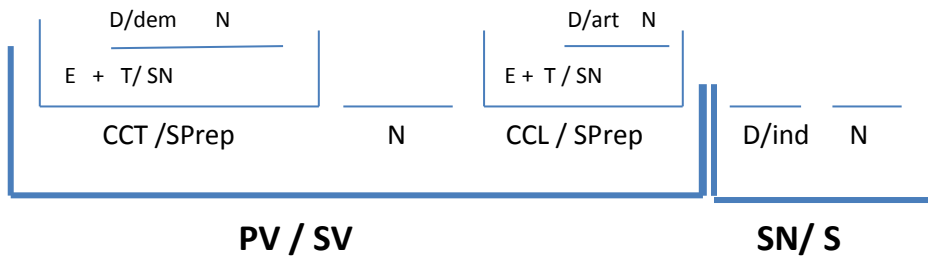 D/dem N D/art N
E + T/ SN E + T / SN
CCT /SPrep N CCL / SPrep D/ind N
PV / SV SN/ S